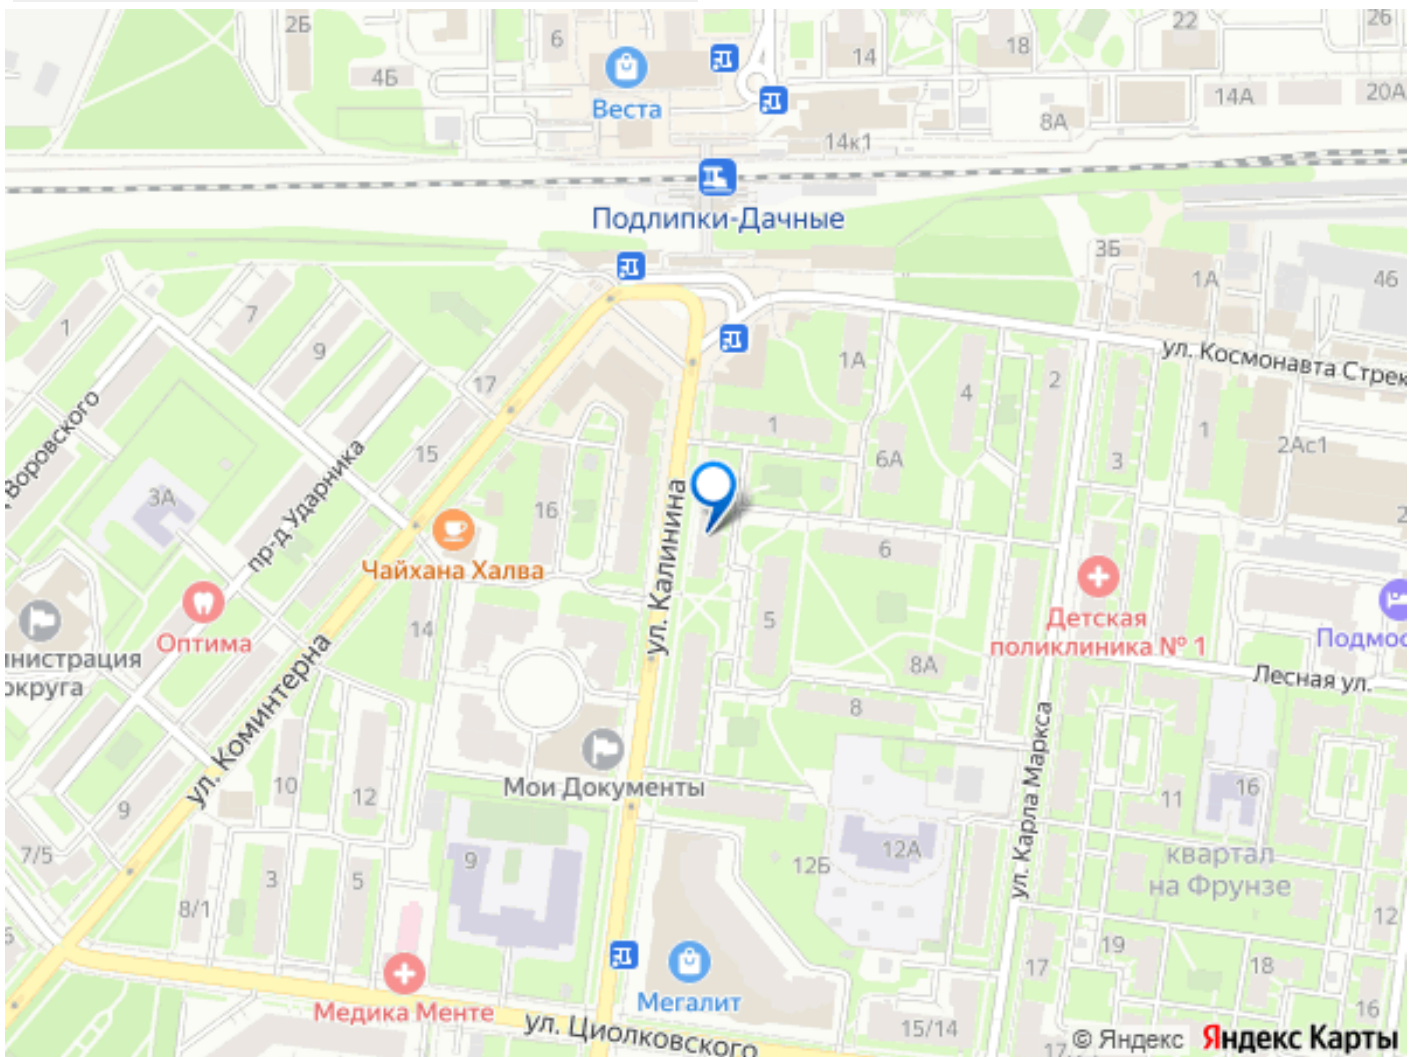 2Б
6
22
26
14
18
4Б
Веста
14А
20А
8А
14к1
Подлипки-Дачные
3Б
1А
46
7
1
9
17
1А
4
2
ул. Космонавта Стрек
1
1
2Ас1
15
6А
3
Воровского
3А
пр-д Ударника
16
ул. Калинина
6
2
Чайхана Халва
Оптима
14
5
Детская
поликлиника № 1
Подмос
инистрация
округа
8А
Лесная ул.
ул. Коминтерна
8
ул. Карла Маркса
Мои Документы
10
12
9
11
16
7/5
3
5
9
12Б
12А
квартал
на Фрунзе
8/1
12
6
19
17
18
Медика Менте
Мегалит
16
ул. Циолковского
15/14
17
© Яндекс Яндекс Карты